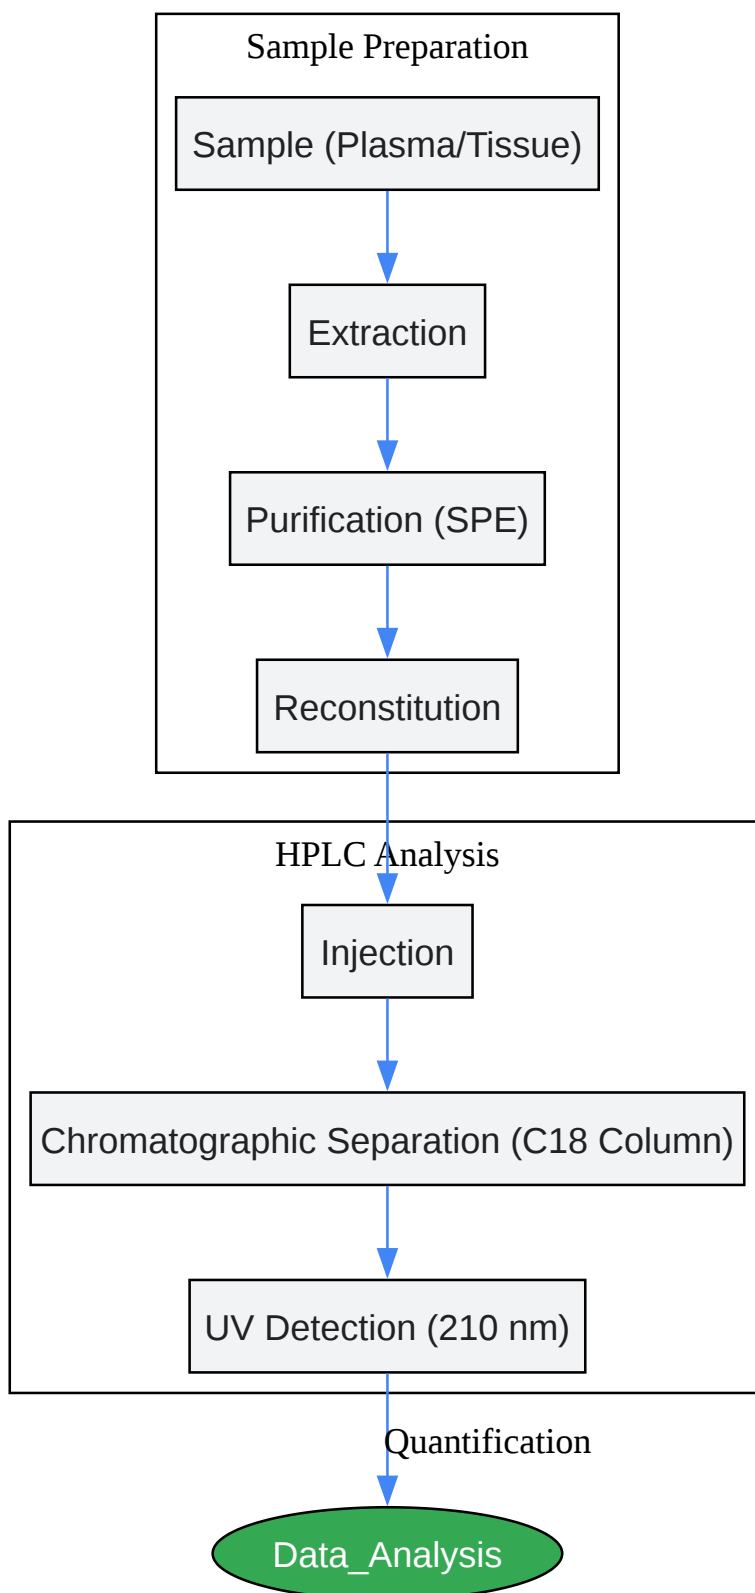 Sample Preparation
Sample (Plasma/Tissue)
Extraction
Purification (SPE)
Reconstitution
HPLC Analysis
Injection
Chromatographic Separation (C18 Column)
UV Detection (210 nm)
Quantification
Data_Analysis